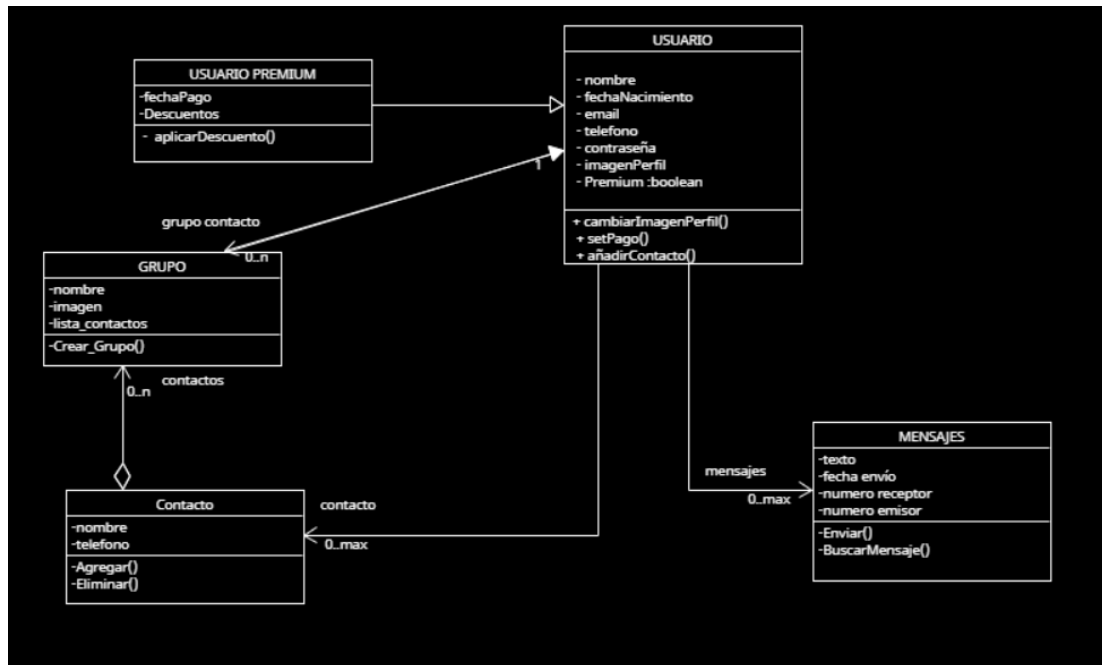 USUARIO PREMIUM
-fechaPago
-Descuentos
- aplicarDescuento()
USUARIO
- nombre
- fechaNacimiento
- email
- telefono
- contraseña
- imagenPerfil
- Premium :boolean
+ cambiarImagenPerfil()
+ setPago()
+ añadirContacto()
1
grupo contacto
0..n
GRUPO
-nombre
-imagen
-lista_contactos
-Crear_Grupo()
contactos
0..n
Contacto
-nombre
-telefono
-Agregar()
-Eliminar()
contacto
0..max
mensajes
0..max
MENSAJES
-texto
-fecha envío
-numero receptor
-numero emisor
-Enviar()
-BuscarMensaje()